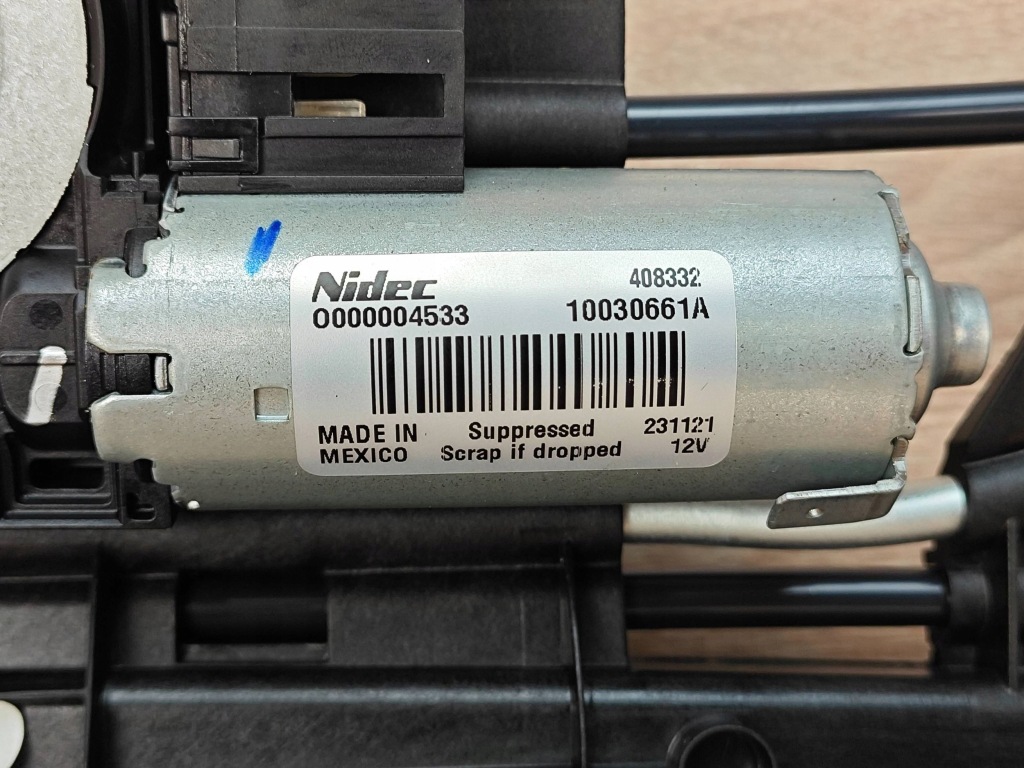 Nidec 408332
0000004533 10030661A
MADE IN Suppressed 231121
MEXICO Scrap if dropped 12V